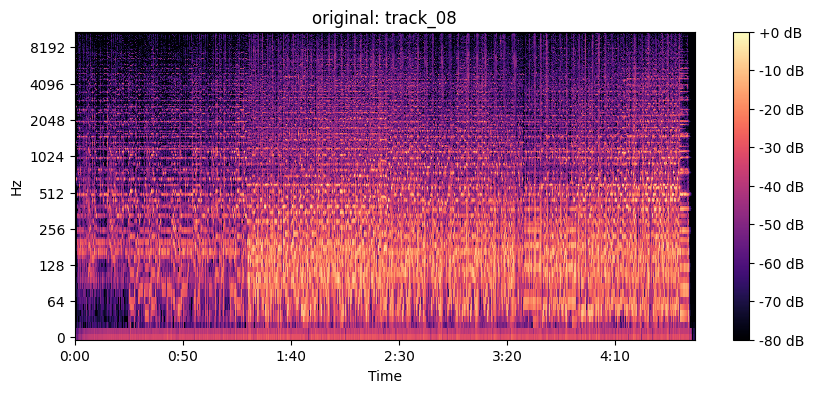 original: track_08
8192
4096
2048
1024
512
256
128
64
0
Hz
0:00
0:50
1:40
2:30
3:20
4:10
Time
+0 dB
-10 dB
-20 dB
-30 dB
-40 dB
-50 dB
-60 dB
-70 dB
-80 dB